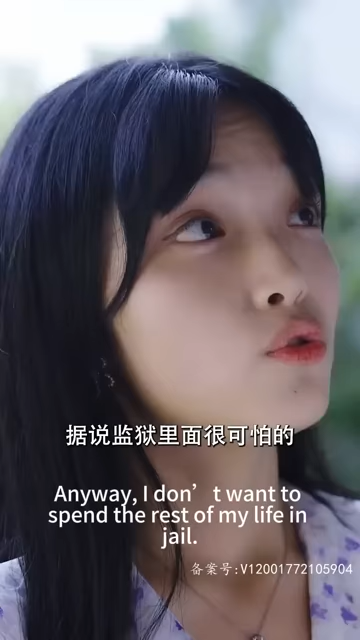 据说监狱里面很可怕的
Anyway, I don’t want to
spend the rest of my life in
jail.
备案号:V12001772105904